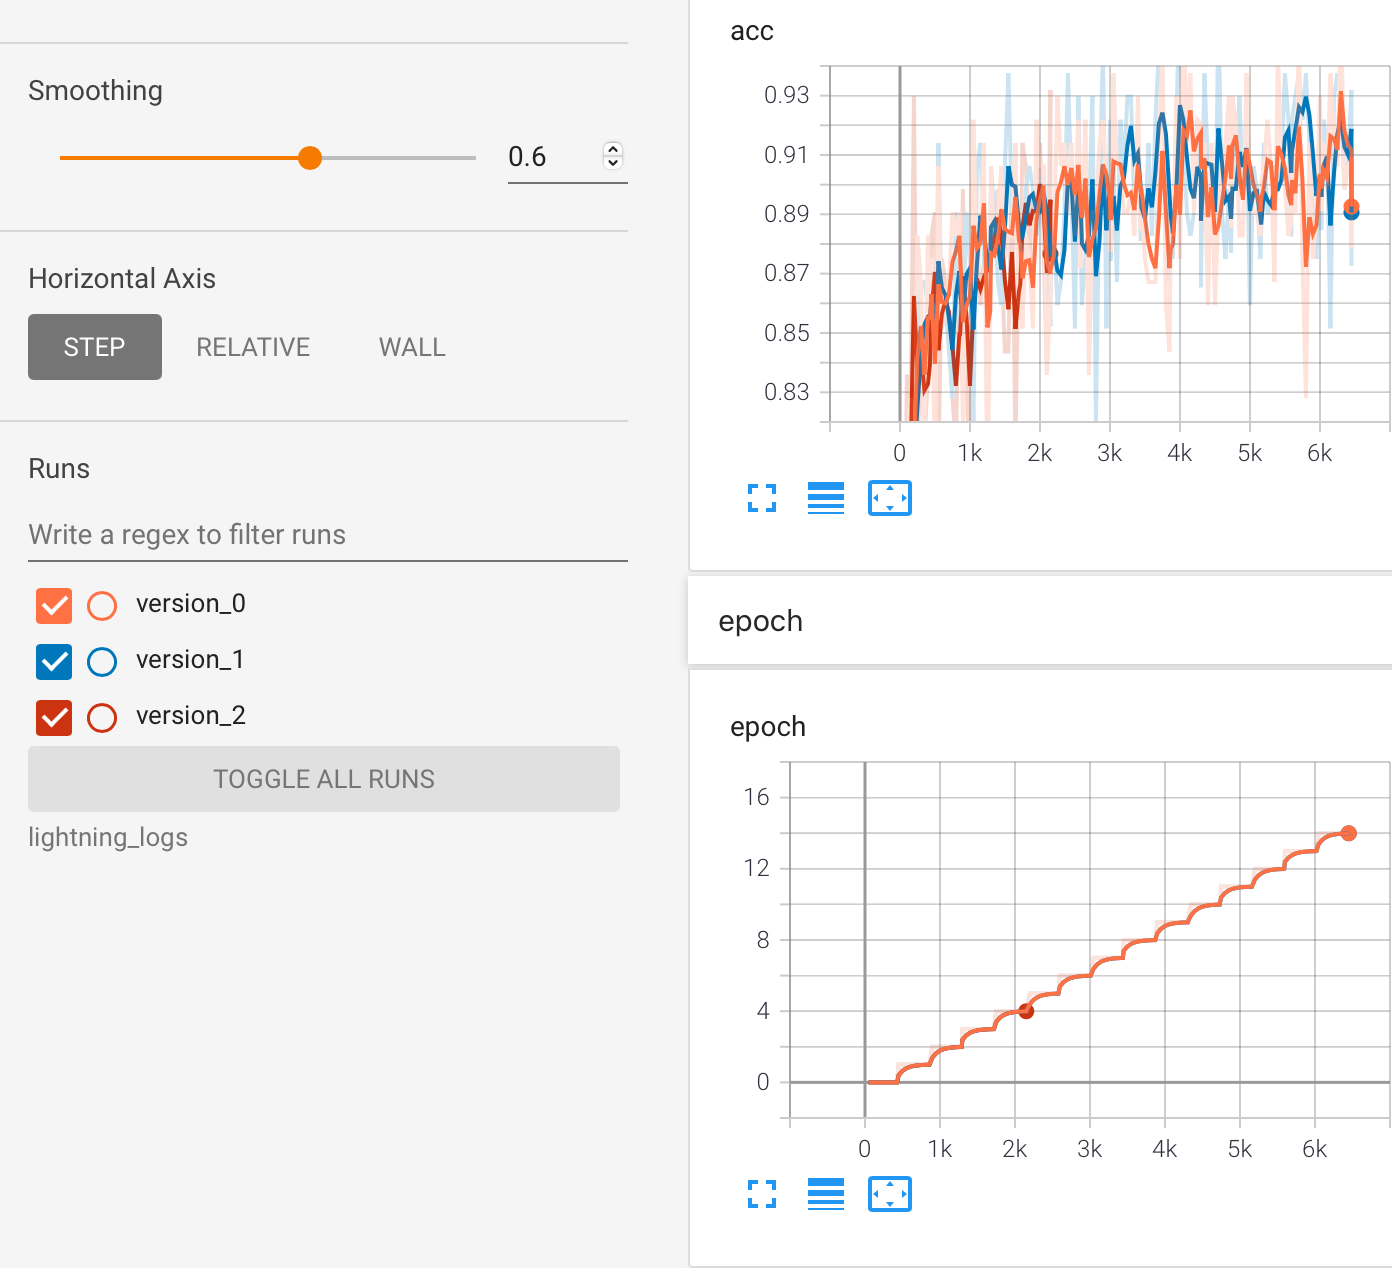 Smoothing
0.6
Horizontal Axis
STEP RELATIVE WALL
Runs
Write a regex to filter runs
version_0
version_1
version_2
TOGGLE ALL RUNS
lightning_logs
acc
0.93
0.91
0.89
0.87
0.85
0.83
0 1k 2k 3k 4k 5k 6k
epoch
epoch
16
12
8
4
0
0 1k 2k 3k 4k 5k 6k